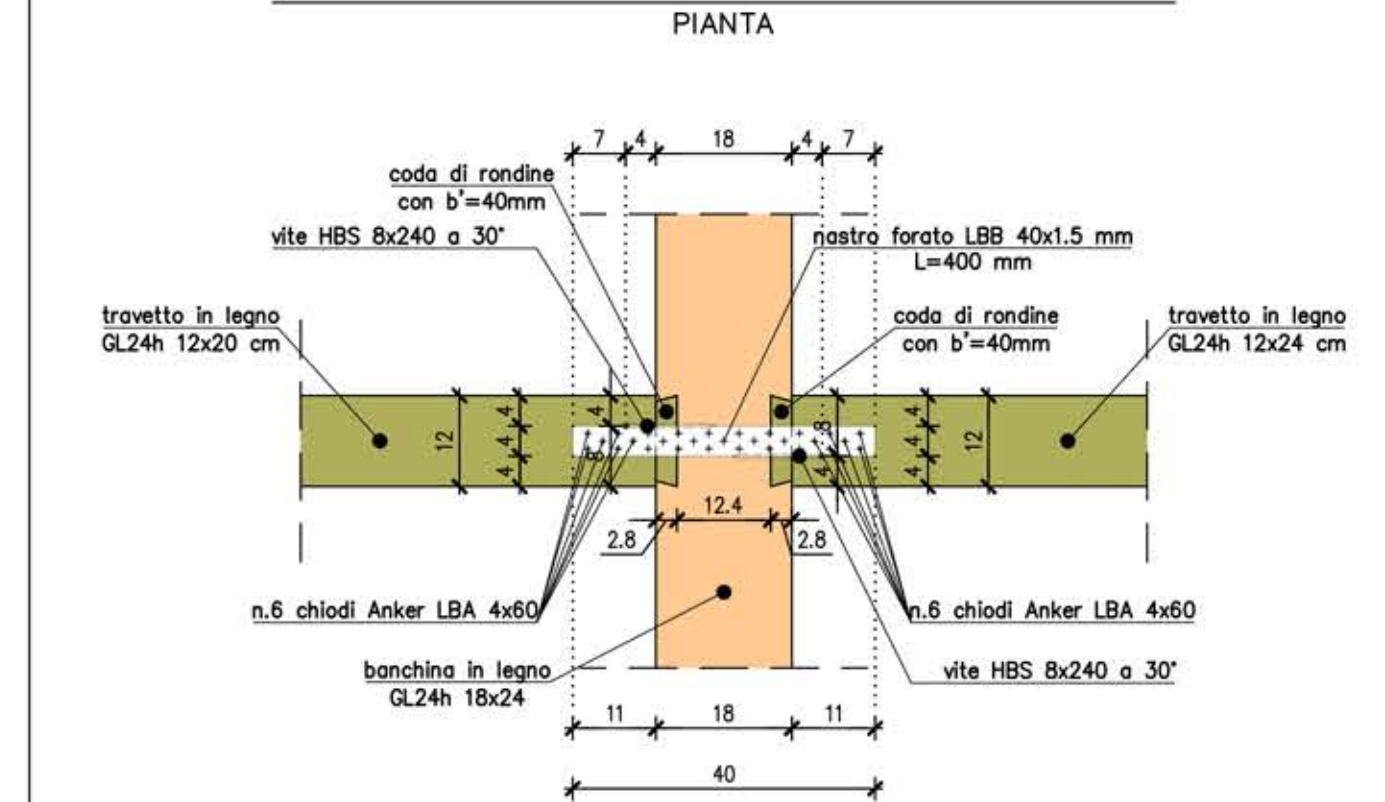 PIANTA
7 4 18 4 7
coda di rondine
con b'=40mm
vite HBS 8x240 a 30°
nastro forato LBB 40x1.5 mm
L=400 mm
travetto in legno
GL24h 12x20 cm
coda di rondine
con b'=40mm
travetto in legno
GL24h 12x24 cm
12
4
4
4
4
8
8
4
4
4
4
12
12.4
2.8
2.8
n.6 chiodi Anker LBA 4x60
n.6 chiodi Anker LBA 4x60
banchina in legno
GL24h 18x24
vite HBS 8x240 a 30°
11 18 11
40